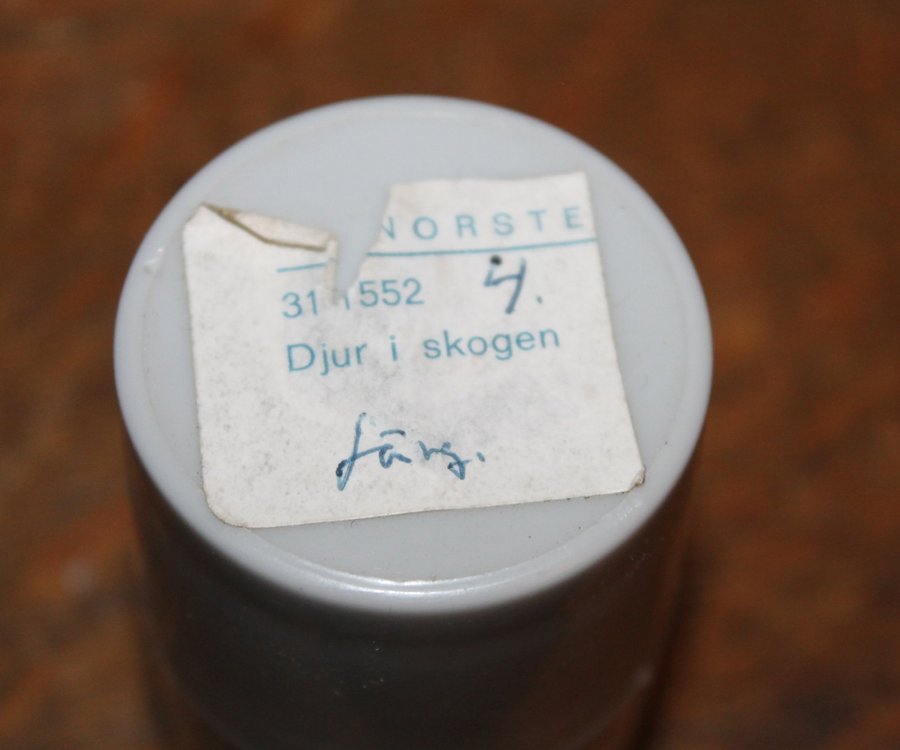 NORSTE
31 1552 4.
Djur i skogen
färg.